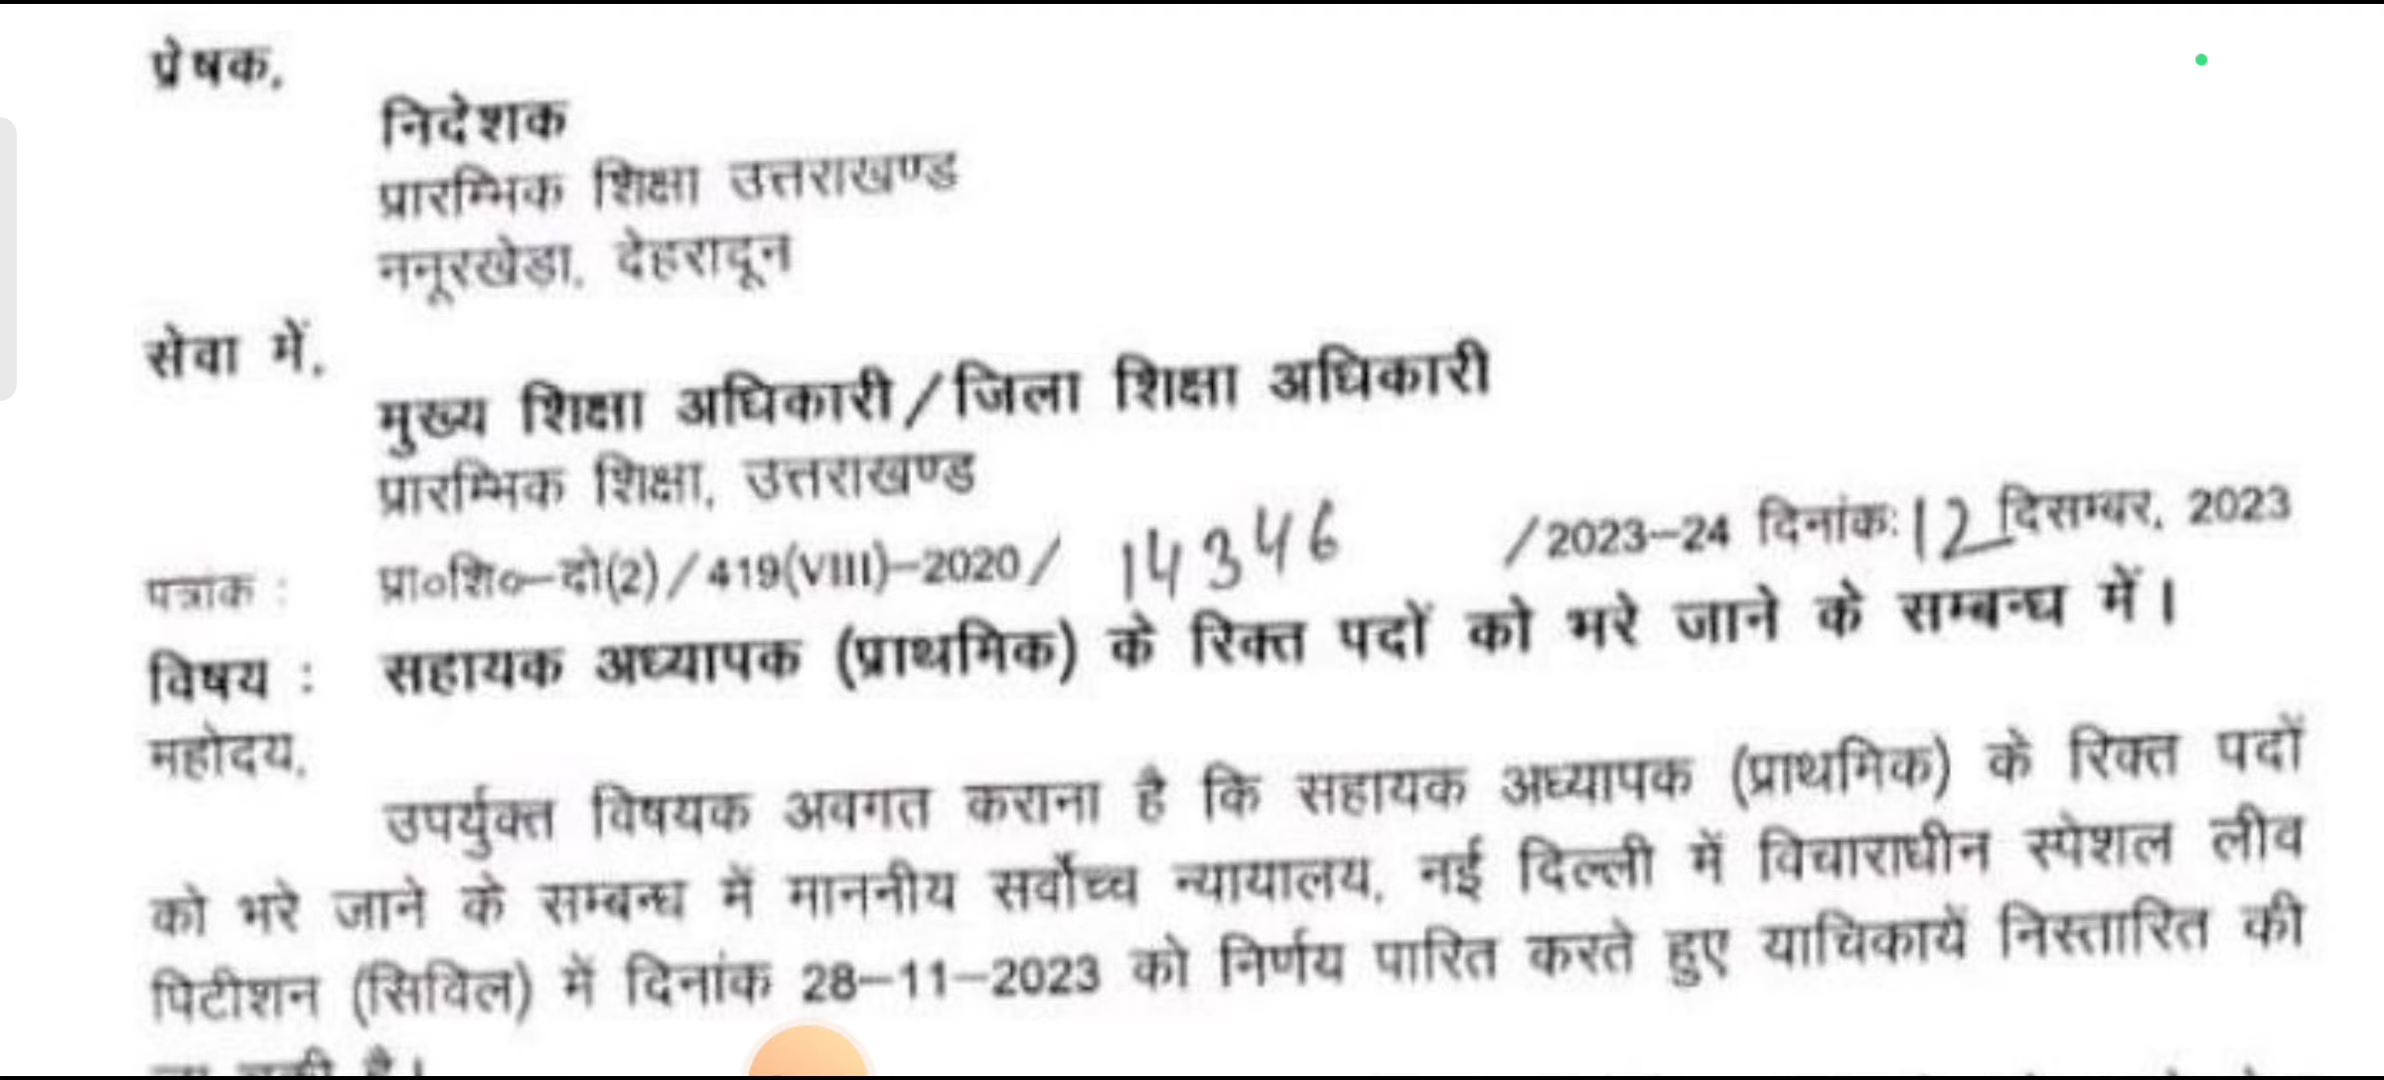 प्रेषक,
निदेशक
प्रारम्भिक शिक्षा उत्तराखण्ड
ननूरखेड़ा, देहरादून
सेवा में,
मुख्य शिक्षा अधिकारी/जिला शिक्षा अधिकारी
प्रारम्भिक शिक्षा, उत्तराखण्ड
पत्रांक : प्रा०शि०–दो(2)/419(VIII)–2020/ 14346 /2023–24 दिनांक: 12 दिसम्बर, 2023
विषय : सहायक अध्यापक (प्राथमिक) के रिक्त पदों को भरे जाने के सम्बन्ध में।
महोदय,
उपर्युक्त विषयक अवगत कराना है कि सहायक अध्यापक (प्राथमिक) के रिक्त पदों
को भरे जाने के सम्बन्ध में माननीय सर्वोच्च न्यायालय, नई दिल्ली में विचाराधीन स्पेशल लीव
पिटीशन (सिविल) में दिनांक 28–11–2023 को निर्णय पारित करते हुए याचिकायें निस्तारित की
जा चुकी है।